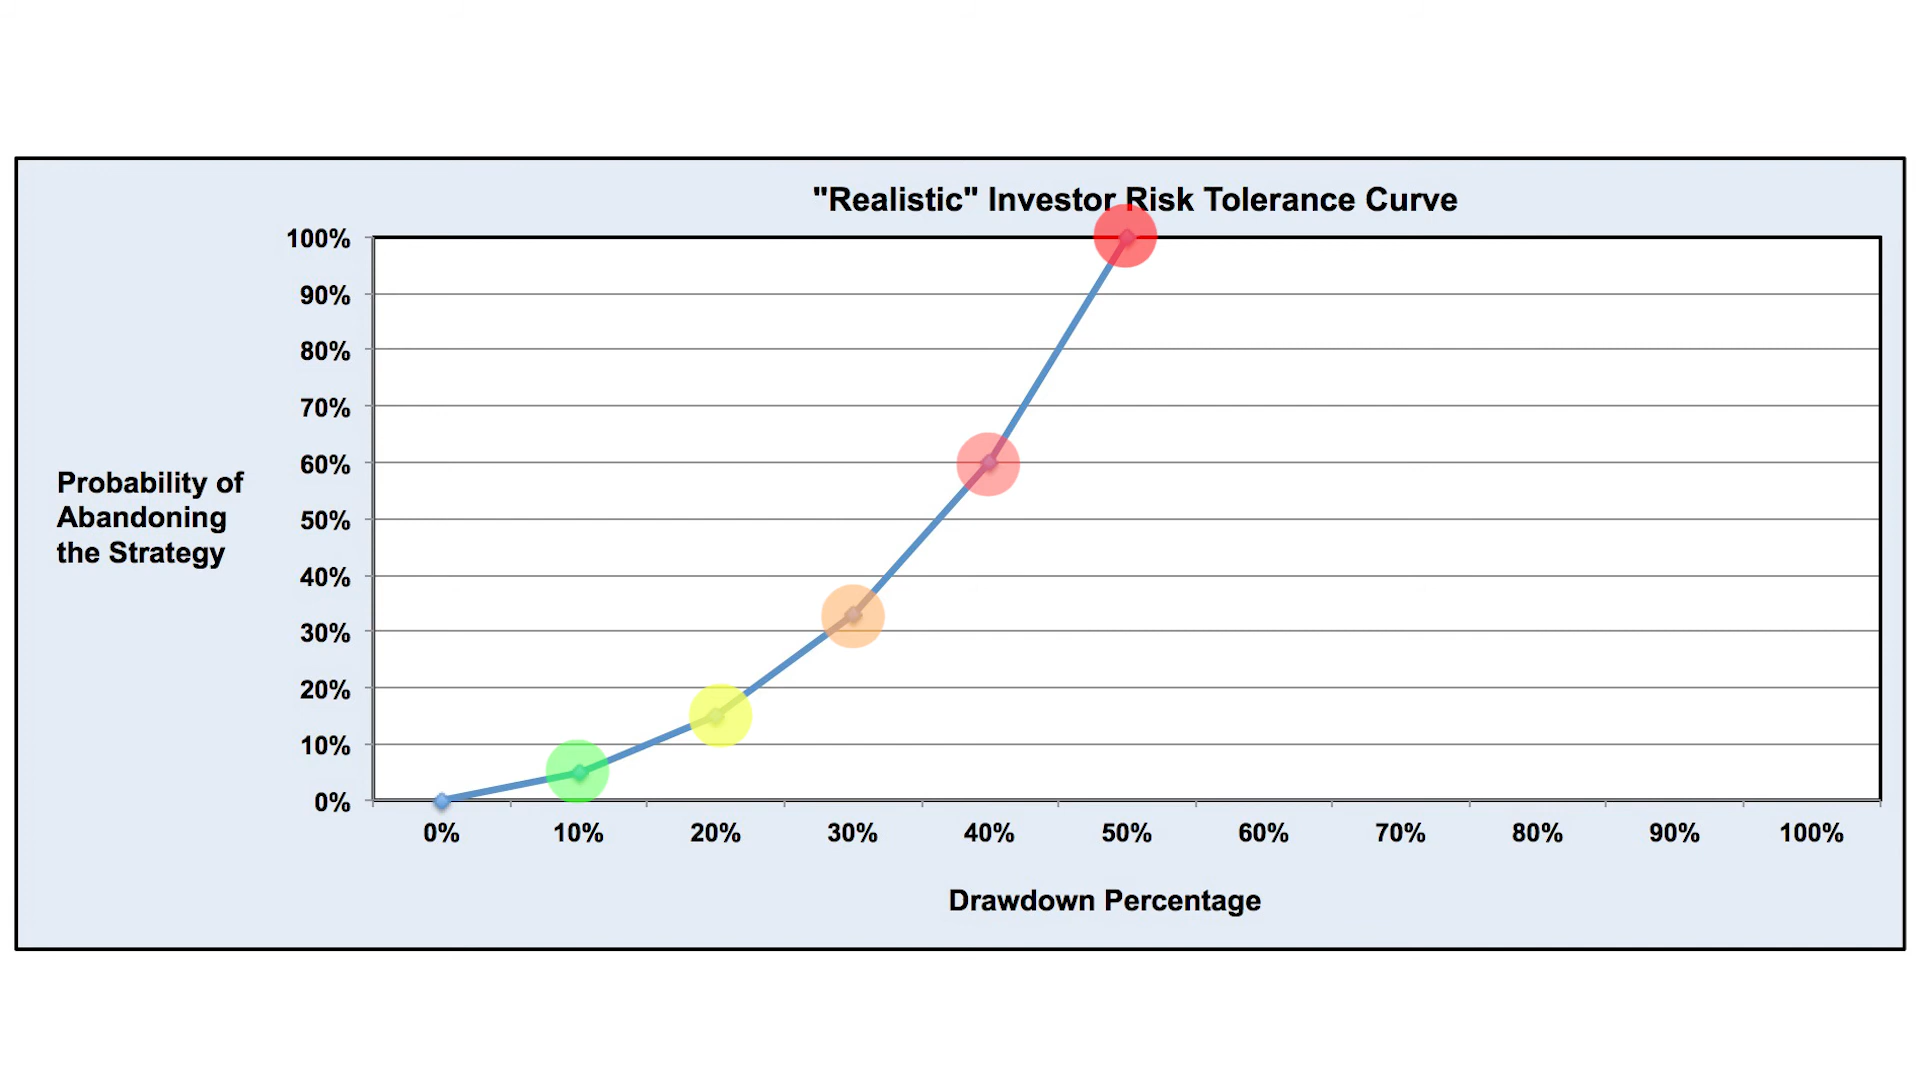 "Realistic" Investor Risk Tolerance Curve
100%
90%
80%
70%
60%
50%
40%
30%
20%
10%
0%
Probability of
Abandoning
the Strategy
0% 10% 20% 30% 40% 50% 60% 70% 80% 90% 100%
Drawdown Percentage